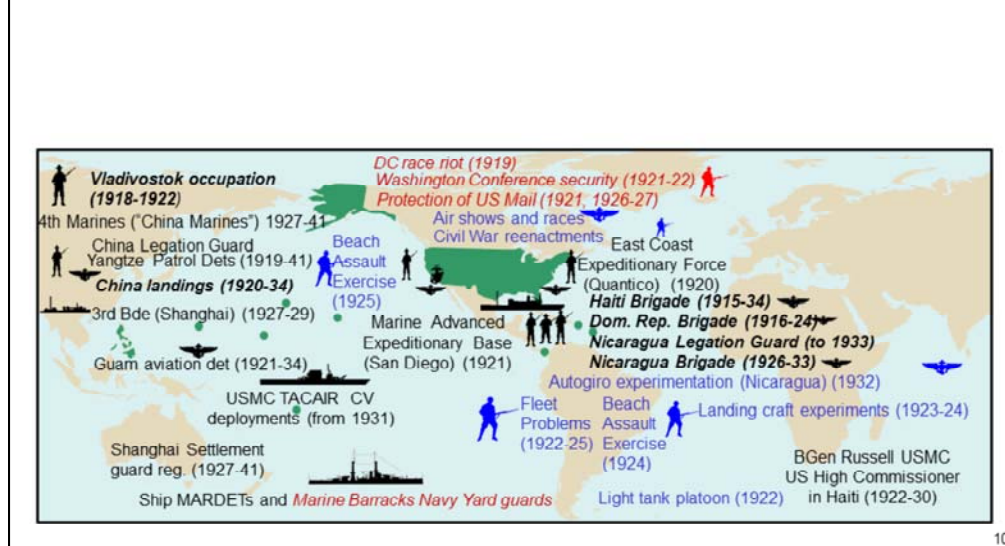 DC race riot (1919)
Washington Conference security (1921-22)
Protection of US Mail (1921, 1926-27)
Vladivostok occupation
(1918-1922)
4th Marines (“China Marines”) 1927-41
Air shows and races
Civil War reenactments
China Legation Guard
Yangtze Patrol Dets (1919-41)
China landings (1920-34)
3rd Bde (Shanghai) (1927-29)
Beach
Assault
Exercise
(1925)
East Coast
Expeditionary Force
(Quantico) (1920)
Haiti Brigade (1915-34)
Dom. Rep. Brigade (1916-24)
Nicaragua Legation Guard (to 1933)
Nicaragua Brigade (1926-33)
Marine Advanced
Expeditionary Base
(San Diego) (1921)
Guam aviation det (1921-34)
Autogiro experimentation (Nicaragua) (1932)
USMC TACAIR CV
deployments (from 1931)
Fleet
Problems
(1922-25)
Beach
Assault
Exercise
(1924)
Landing craft experiments (1923-24)
Shanghai Settlement
guard reg. (1927-41)
BGen Russell USMC
US High Commissioner
in Haiti (1922-30)
Ship MARDETs and Marine Barracks Navy Yard guards
Light tank platoon (1922)
10